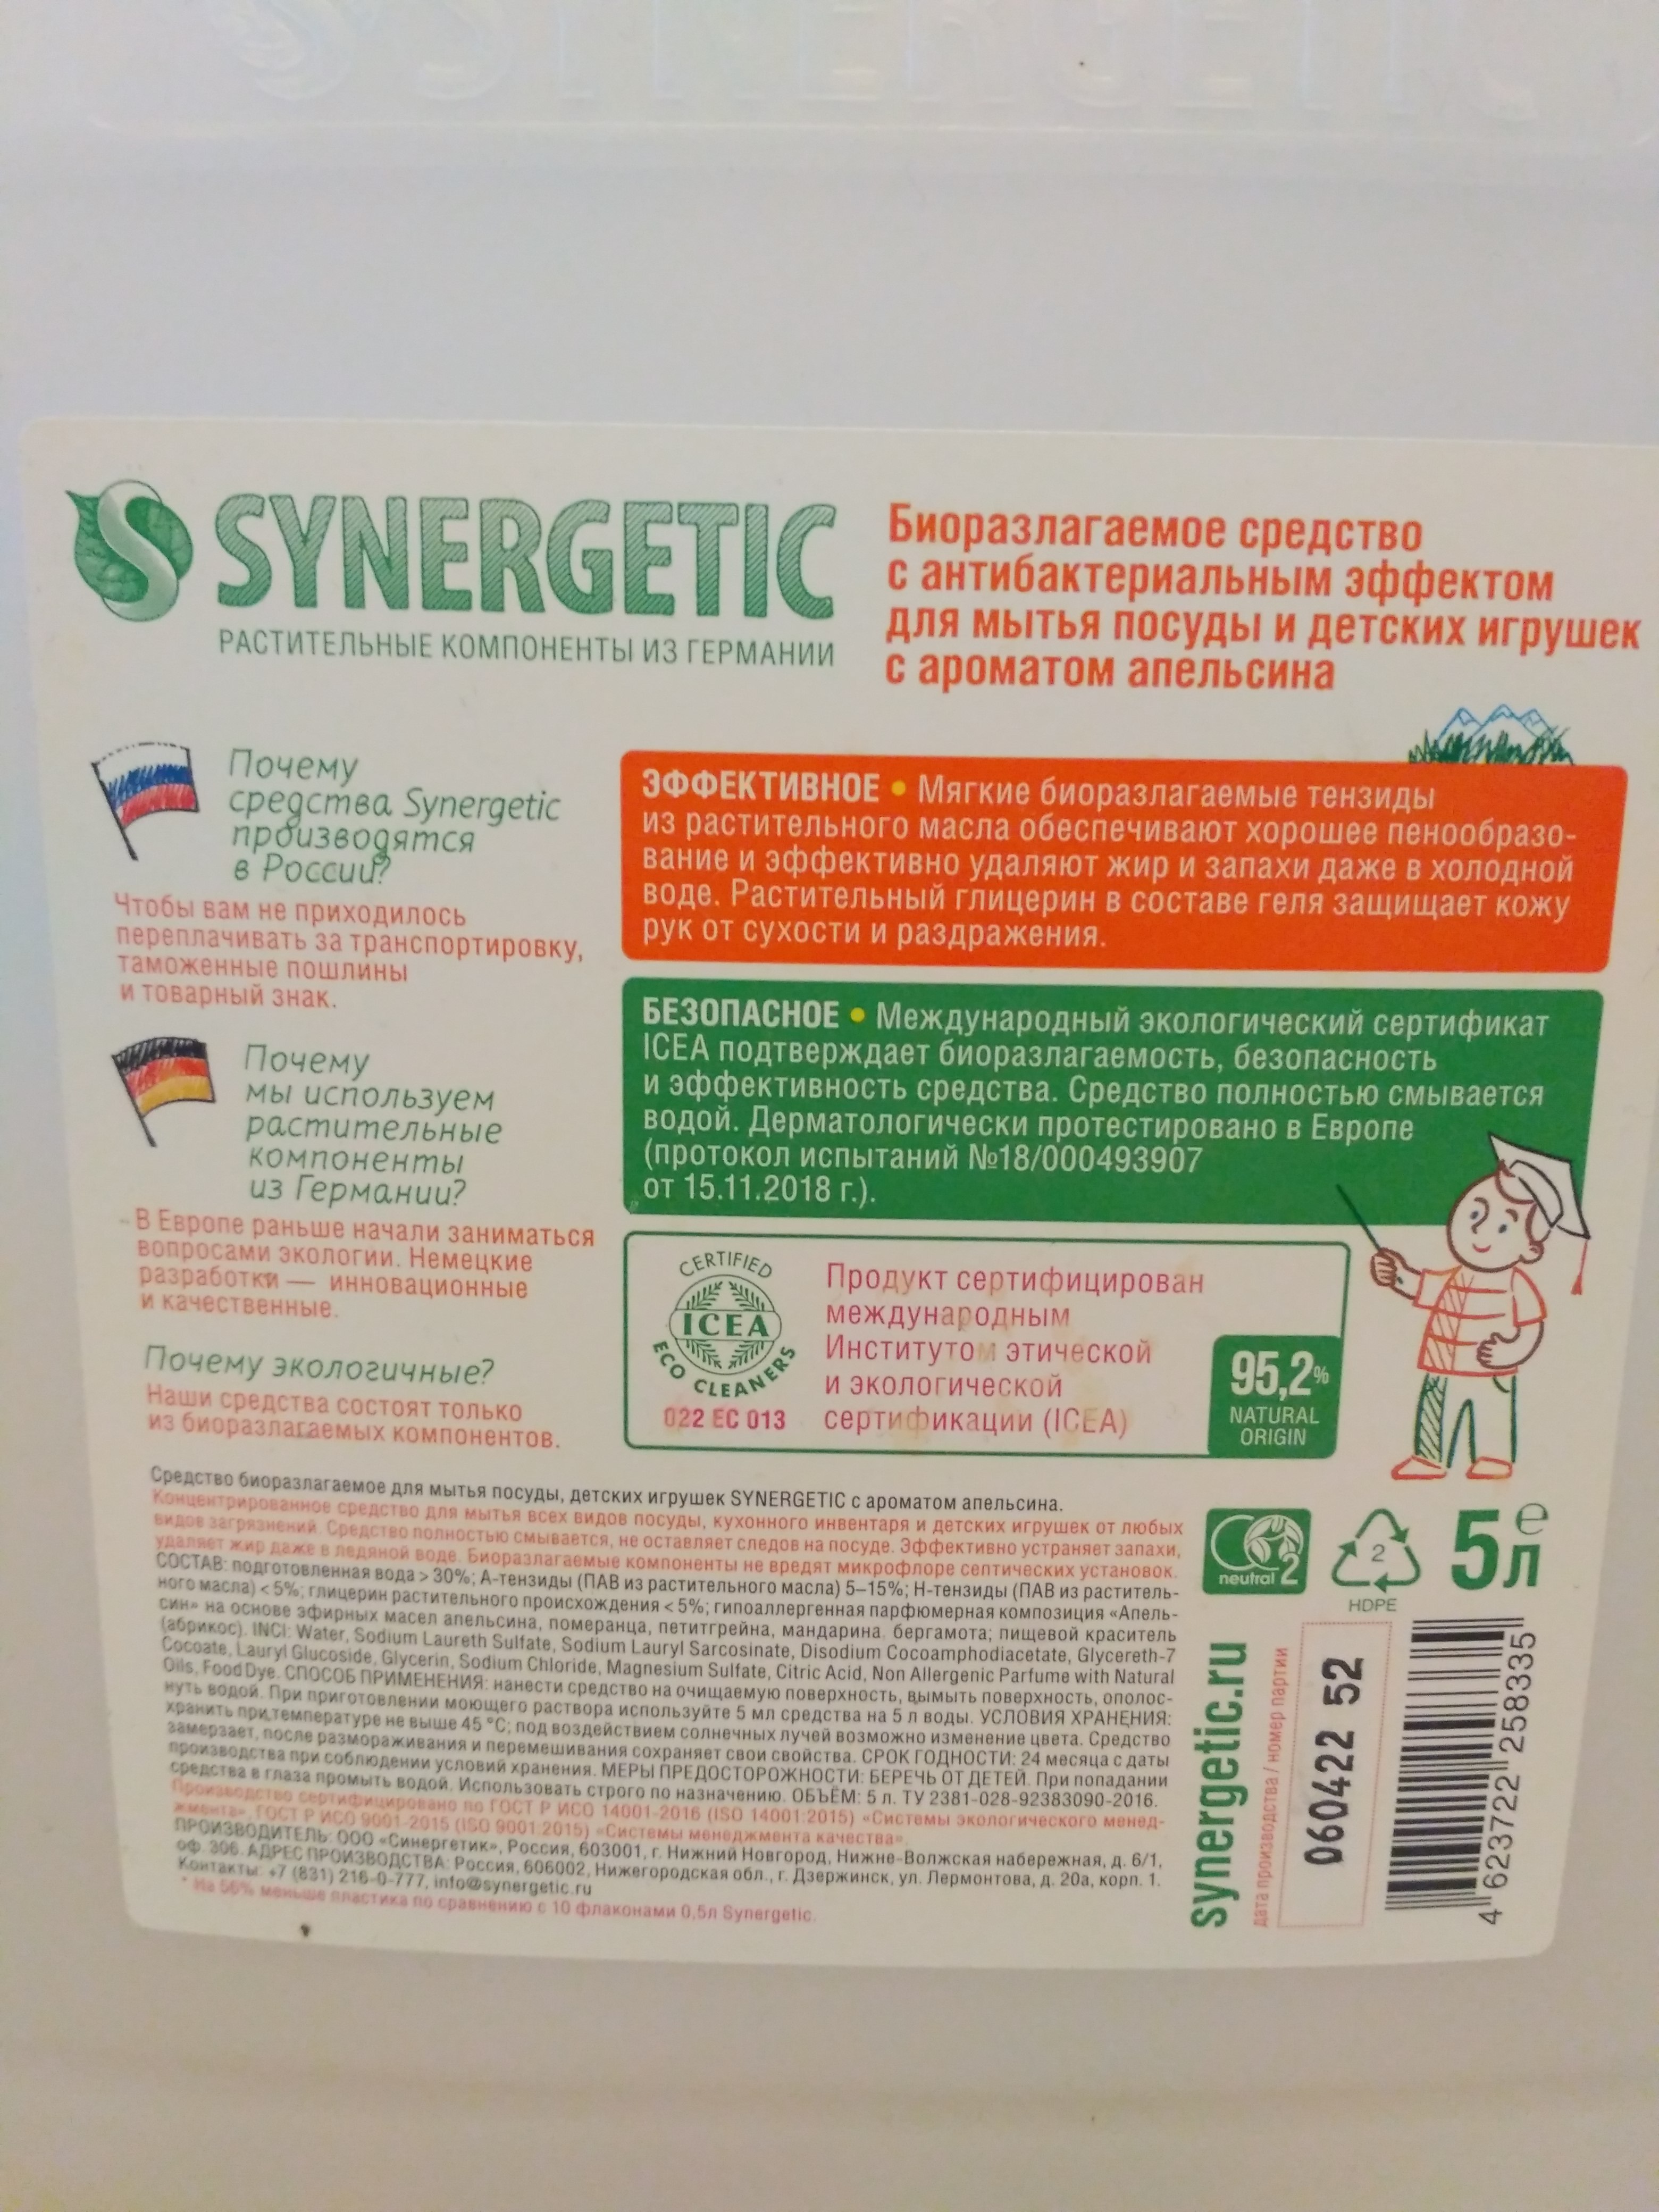 SYNERGETIC
SYNERGETIC
РАСТИТЕЛЬНЫЕ КОМПОНЕНТЫ ИЗ ГЕРМАНИИ
Биоразлагаемое средство
с антибактериальным эффектом
для мытья посуды и детских игрушек
с ароматом апельсина
Почему
средства Synergetic
производятся
в России?
Чтобы вам не приходилось
переплачивать за транспортировку,
таможенные пошлины
и товарный знак.
Почему
мы используем
растительные
компоненты
из Германии?
В Европе раньше начали заниматься
вопросами экологии. Немецкие
разработки — инновационные
и качественные.
Почему экологичные?
Наши средства состоят только
из биоразлагаемых компонентов.
ЭФФЕКТИВНОЕ • Мягкие биоразлагаемые тензиды
из растительного масла обеспечивают хорошее пенообразо-
вание и эффективно удаляют жир и запахи даже в холодной
воде. Растительный глицерин в составе геля защищает кожу
рук от сухости и раздражения.
БЕЗОПАСНОЕ • Международный экологический сертификат
ICEA подтверждает биоразлагаемость, безопасность
и эффективность средства. Средство полностью смывается
водой. Дерматологически протестировано в Европе
(протокол испытаний №18/000493907
от 15.11.2018 г.).
CERTIFIED
ICEA
ECO CLEANERS
022 EC 013
Продукт сертифицирован
международным
Институтом этической
и экологической
сертификации (ICEA)
95,2%
NATURAL
ORIGIN
Средство биоразлагаемое для мытья посуды, детских игрушек SYNERGETIC с ароматом апельсина.
Концентрированное средство для мытья всех видов посуды, кухонного инвентаря и детских игрушек от любых
видов загрязнений. Средство полностью смывается, не оставляет следов на посуде. Эффективно устраняет запахи,
удаляет жир даже в ледяной воде. Биоразлагаемые компоненты не вредят микрофлоре септических установок.
СОСТАВ: подготовленная вода > 30%; А-тензиды (ПАВ из растительного масла) 5–15%; Н-тензиды (ПАВ из раститель-
ного масла) < 5%; глицерин растительного происхождения < 5%; гипоаллергенная парфюмерная композиция «Апель-
син» на основе эфирных масел апельсина, померанца, петитгрейна, мандарина, бергамота; пищевой краситель
(абрикос). INCI: Water, Sodium Laureth Sulfate, Sodium Lauryl Sarcosinate, Disodium Cocoamphodiacetate, Glycereth-7
Cocoate, Lauryl Glucoside, Glycerin, Sodium Chloride, Magnesium Sulfate, Citric Acid, Non Allergenic Parfume with Natural
Oils, Food Dye. СПОСОБ ПРИМЕНЕНИЯ: нанести средство на очищаемую поверхность, вымыть поверхность, ополос-
нуть водой. При приготовлении моющего раствора используйте 5 мл средства на 5 л воды. УСЛОВИЯ ХРАНЕНИЯ:
хранить при температуре не выше 45 °С; под воздействием солнечных лучей возможно изменение цвета. Средство
замерзает, после размораживания и перемешивания сохраняет свои свойства. СРОК ГОДНОСТИ: 24 месяца с даты
производства при соблюдении условий хранения. МЕРЫ ПРЕДОСТОРОЖНОСТИ: БЕРЕЧЬ ОТ ДЕТЕЙ. При попадании
средства в глаза промыть водой. Использовать строго по назначению. ОБЪЁМ: 5 л. ТУ 2381-028-92383090-2016.
Производство сертифицировано по ГОСТ Р ИСО 14001-2016 (ISO 14001:2015) «Системы экологического менед-
жмента», ГОСТ Р ИСО 9001-2015 (ISO 9001:2015) «Системы менеджмента качества».
ПРОИЗВОДИТЕЛЬ: ООО «Синергетик», Россия, 603001, г. Нижний Новгород, Нижне-Волжская набережная, д. 6/1,
оф. 306. АДРЕС ПРОИЗВОДСТВА: Россия, 606002, Нижегородская обл., г. Дзержинск, ул. Лермонтова, д. 20а, корп. 1.
Контакты: +7 (831) 216-0-777, info@synergetic.ru
* На 56% меньше пластика по сравнению с 10 флаконами 0,5л Synergetic.
CO2
neutral
2
HDPE
5л e
synergetic.ru
дата производства / номер партии
060422 52
4 623722 258335